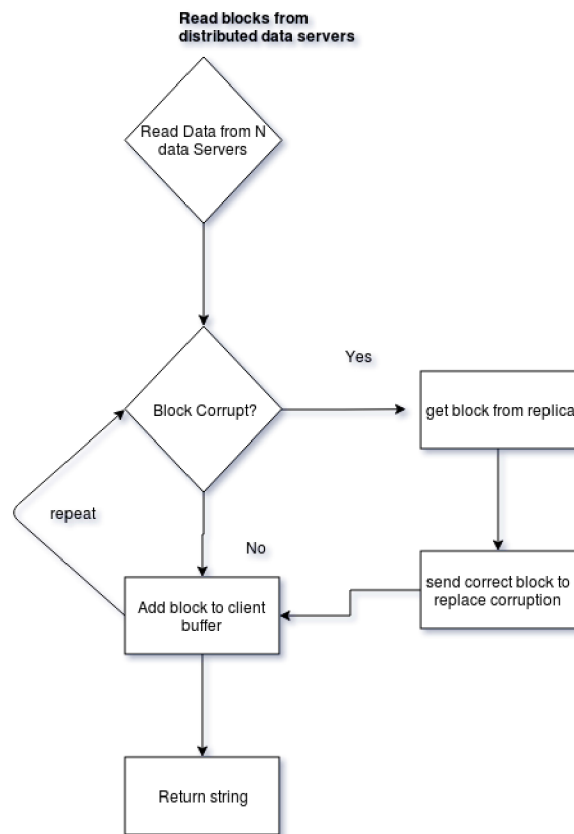 Read blocks from
distributed data servers
Read Data from N
data Servers
Block Corrupt?
Yes
get block from replica
repeat
No
send correct block to
replace corruption
Add block to client
buffer
Return string